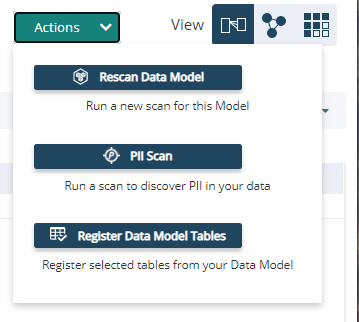 Actions
View
Rescan Data Model
Run a new scan for this Model
PII Scan
Run a scan to discover PII in your data
Register Data Model Tables
Register selected tables from your Data Model